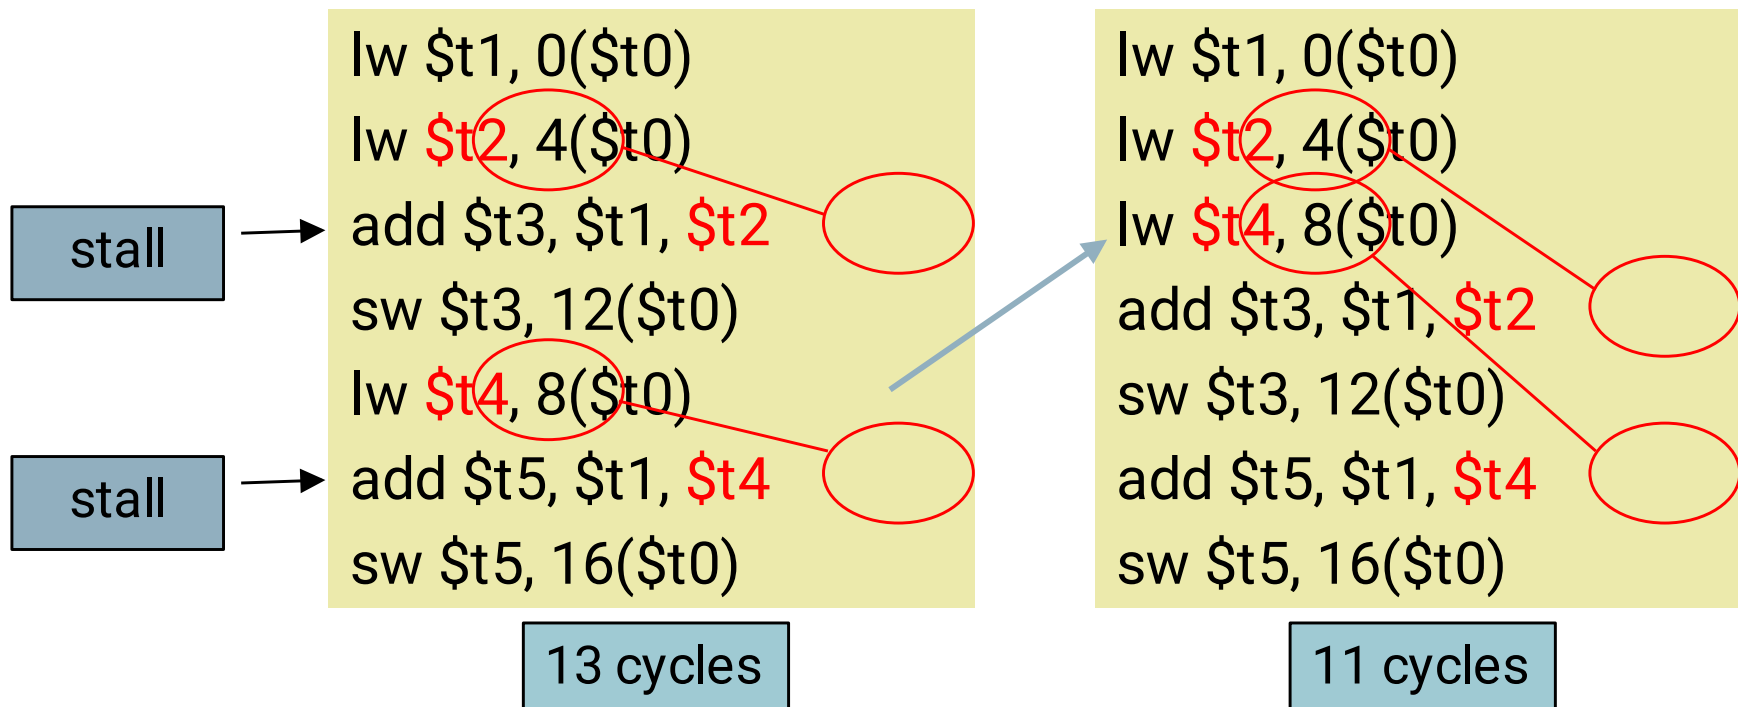 lw $t1, 0($t0)
lw $t2, 4($t0)
add $t3, $t1, $t2
sw $t3, 12($t0)
lw $t4, 8($t0)
add $t5, $t1, $t4
sw $t5, 16($t0)
stall
stall
13 cycles
lw $t1, 0($t0)
lw $t2, 4($t0)
lw $t4, 8($t0)
add $t3, $t1, $t2
sw $t3, 12($t0)
add $t5, $t1, $t4
sw $t5, 16($t0)
11 cycles